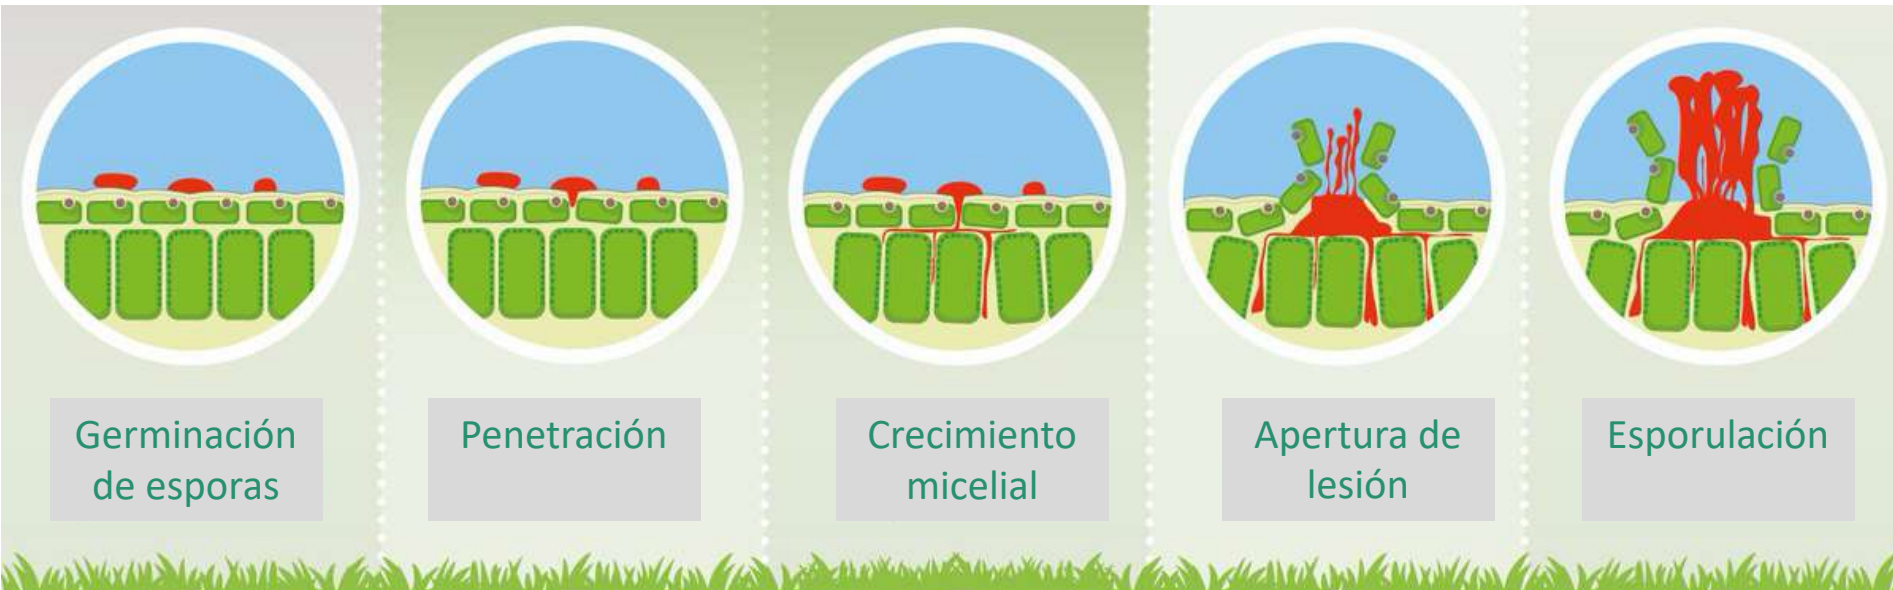 Germinación
de esporas
Penetración
Crecimiento
micelial
Apertura de
lesión
Esporulación